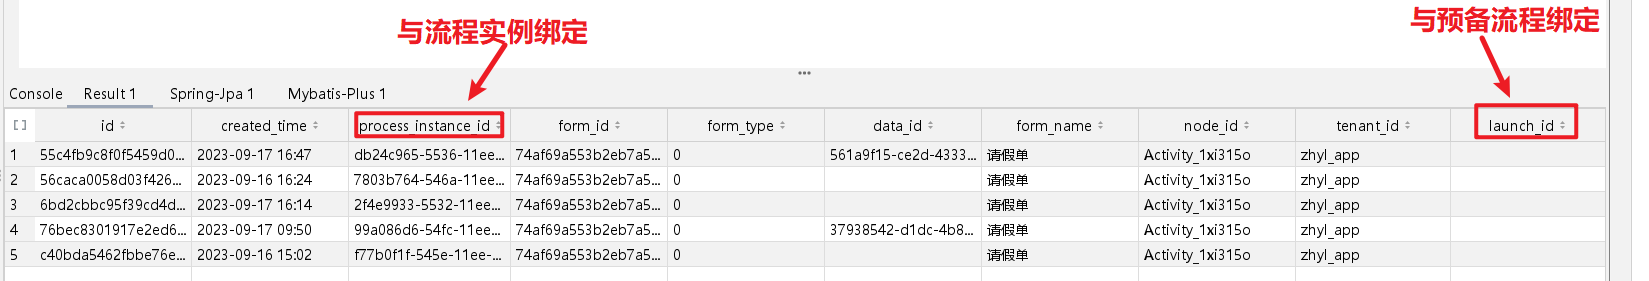 与流程实例绑定 与预备流程绑定
Console Result 1 Spring-Jpa 1 Mybatis-Plus 1
[ ] id created_time process_instance_id form_id form_type data_id form_name node_id tenant_id launch_id
1 55c4fb9c8f0f5459d0... 2023-09-17 16:47 db24c965-5536-11ee... 74af69a553b2eb7a5... 0 561a9f15-ce2d-4333... 请假单 Activity_1xi315o zhyl_app
2 56caca0058d03f426... 2023-09-16 16:24 7803b764-546a-11ee... 74af69a553b2eb7a5... 0 请假单 Activity_1xi315o zhyl_app
3 6bd2cbbc95f39cd4d... 2023-09-17 16:14 2f4e9933-5532-11ee... 74af69a553b2eb7a5... 0 请假单 Activity_1xi315o zhyl_app
4 76bec8301917e2ed6... 2023-09-17 09:50 99a086d6-54fc-11ee... 74af69a553b2eb7a5... 0 37938542-d1dc-4b8... 请假单 Activity_1xi315o zhyl_app
5 c40bda5462fbbe76e... 2023-09-16 15:02 f77b0f1f-545e-11ee-... 74af69a553b2eb7a5... 0 请假单 Activity_1xi315o zhyl_app